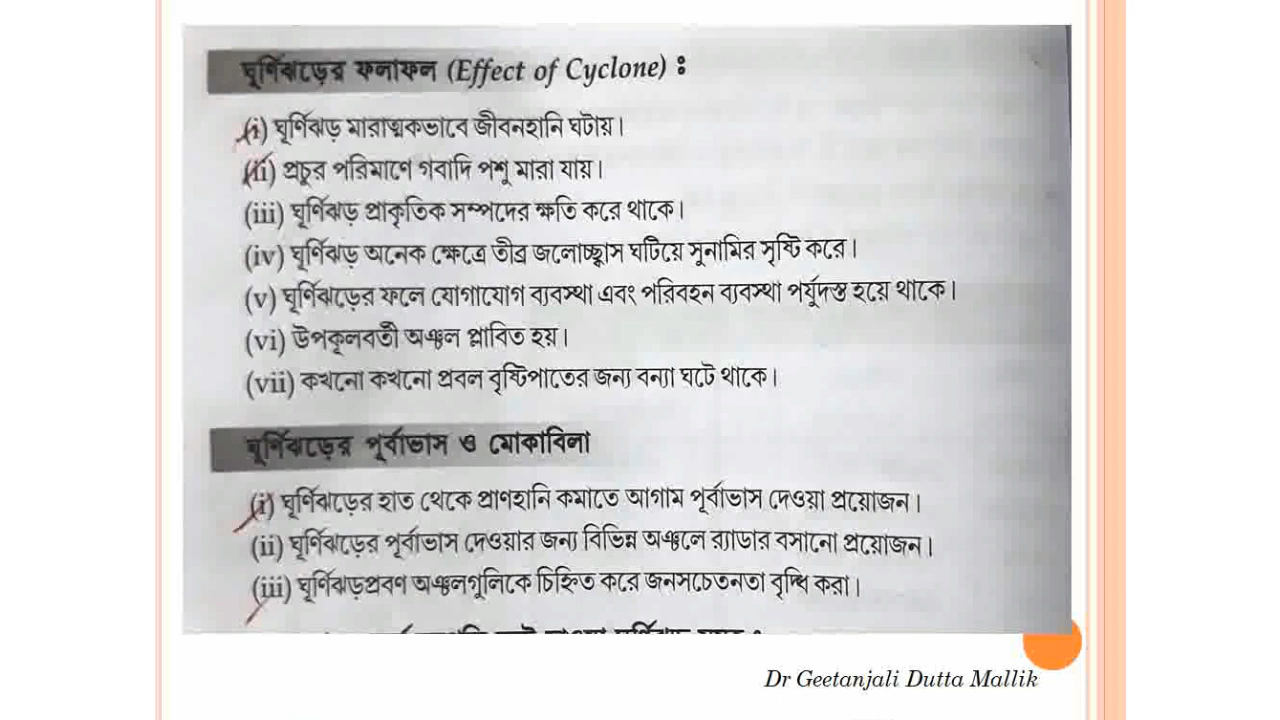 ঘূর্ণিঝড়ের ফলাফল (Effect of Cyclone) :
(i) ঘূর্ণিঝড় মারাত্মকভাবে জীবনহানি ঘটায়।
(ii) প্রচুর পরিমাণে গবাদি পশু মারা যায়।
(iii) ঘূর্ণিঝড় প্রাকৃতিক সম্পদের ক্ষতি করে থাকে।
(iv) ঘূর্ণিঝড় অনেক ক্ষেত্রে তীব্র জলোচ্ছ্বাস ঘটিয়ে সুনামির সৃষ্টি করে।
(v) ঘূর্ণিঝড়ের ফলে যোগাযোগ ব্যবস্থা এবং পরিবহন ব্যবস্থা পর্যুদস্ত হয়ে থাকে।
(vi) উপকূলবর্তী অঞ্চল প্লাবিত হয়।
(vii) কখনো কখনো প্রবল বৃষ্টিপাতের জন্য বন্যা ঘটে থাকে।
ঘূর্ণিঝড়ের পূর্বাভাস ও মোকাবিলা
(i) ঘূর্ণিঝড়ের হাত থেকে প্রাণহানি কমাতে আগাম পূর্বাভাস দেওয়া প্রয়োজন।
(ii) ঘূর্ণিঝড়ের পূর্বাভাস দেওয়ার জন্য বিভিন্ন অঞ্চলে র‍্যাডার বসানো প্রয়োজন।
(iii) ঘূর্ণিঝড়প্রবণ অঞ্চলগুলিকে চিহ্নিত করে জনসচেতনতা বৃদ্ধি করা।
Dr Geetanjali Dutta Mallik